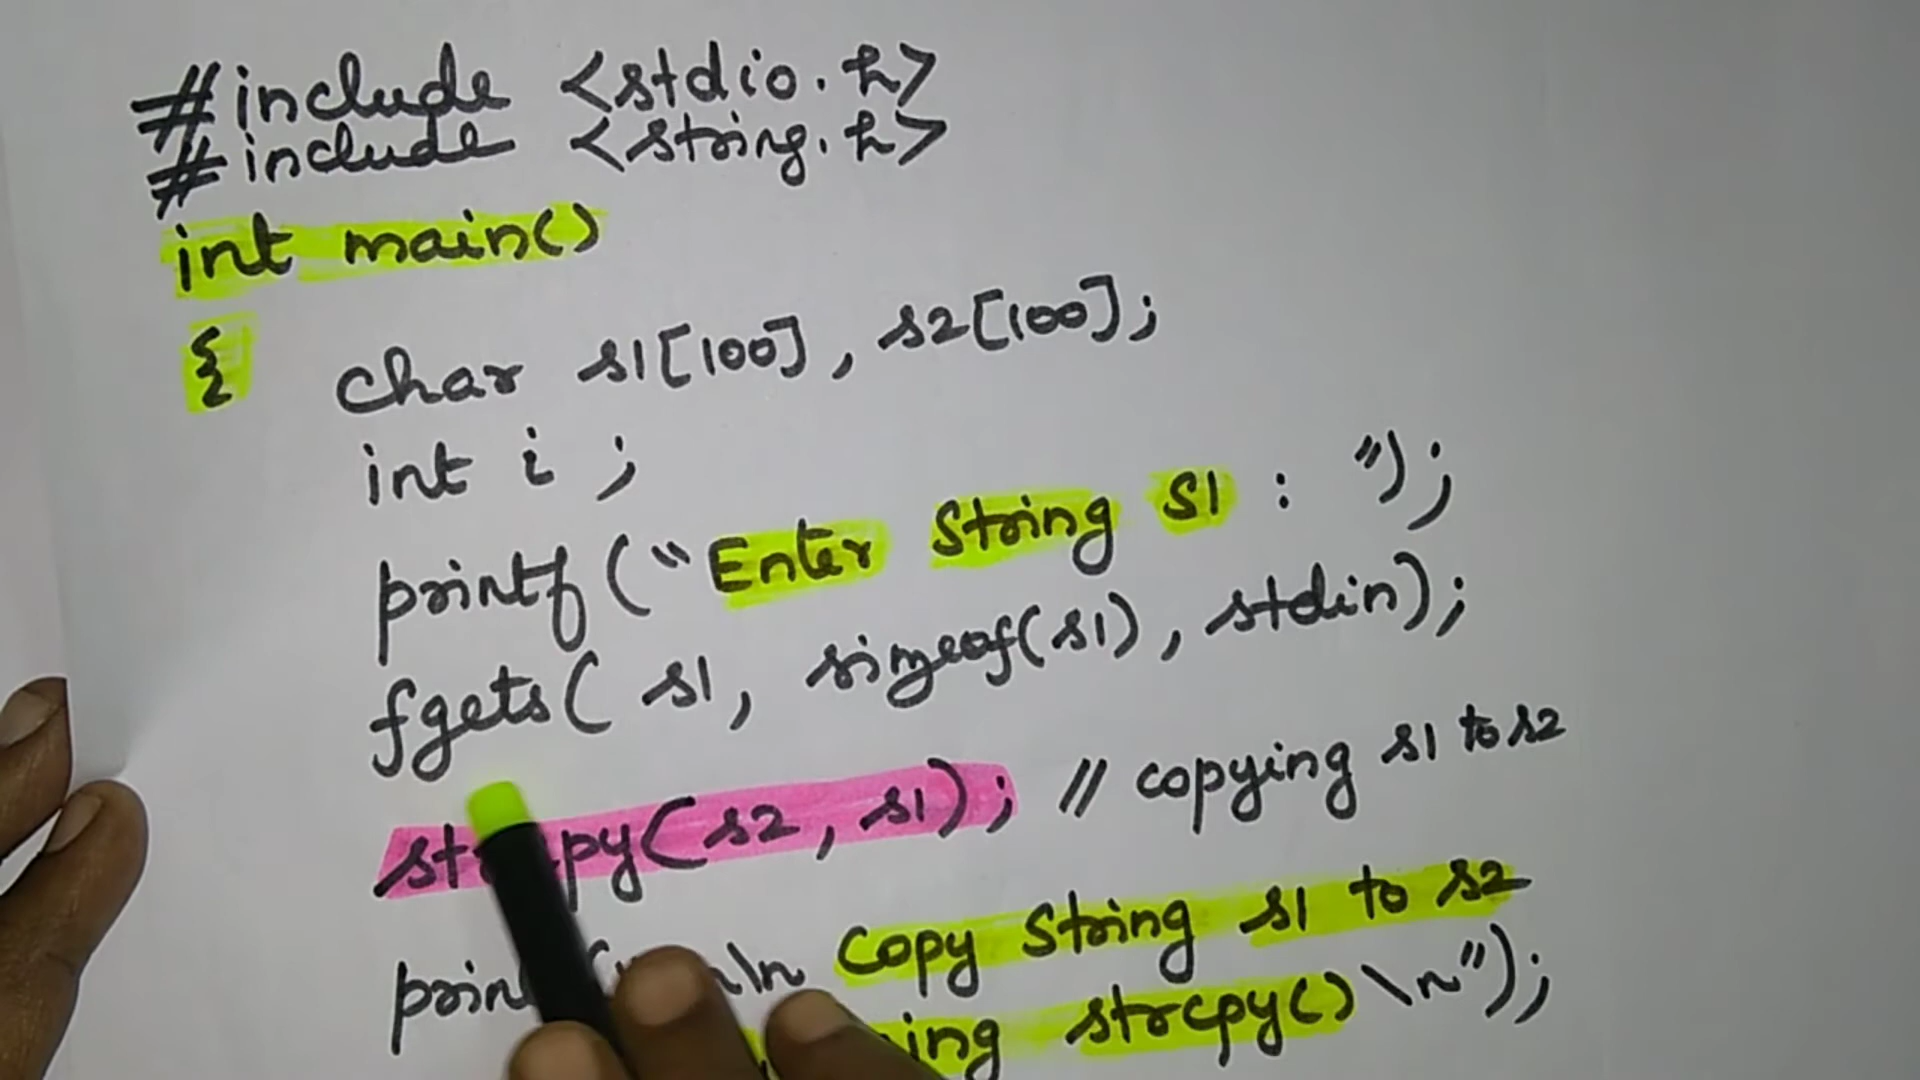 #include <stdio.h>
#include <string.h>
int main()
{ char s1[100], s2[100];
int i ;
printf("Enter String S1 : ");
fgets( s1, sizeof(s1), stdin);
strcpy(s2, s1); // copying s1 to s2
\n Copy String s1 to s2
strcpy() \n");